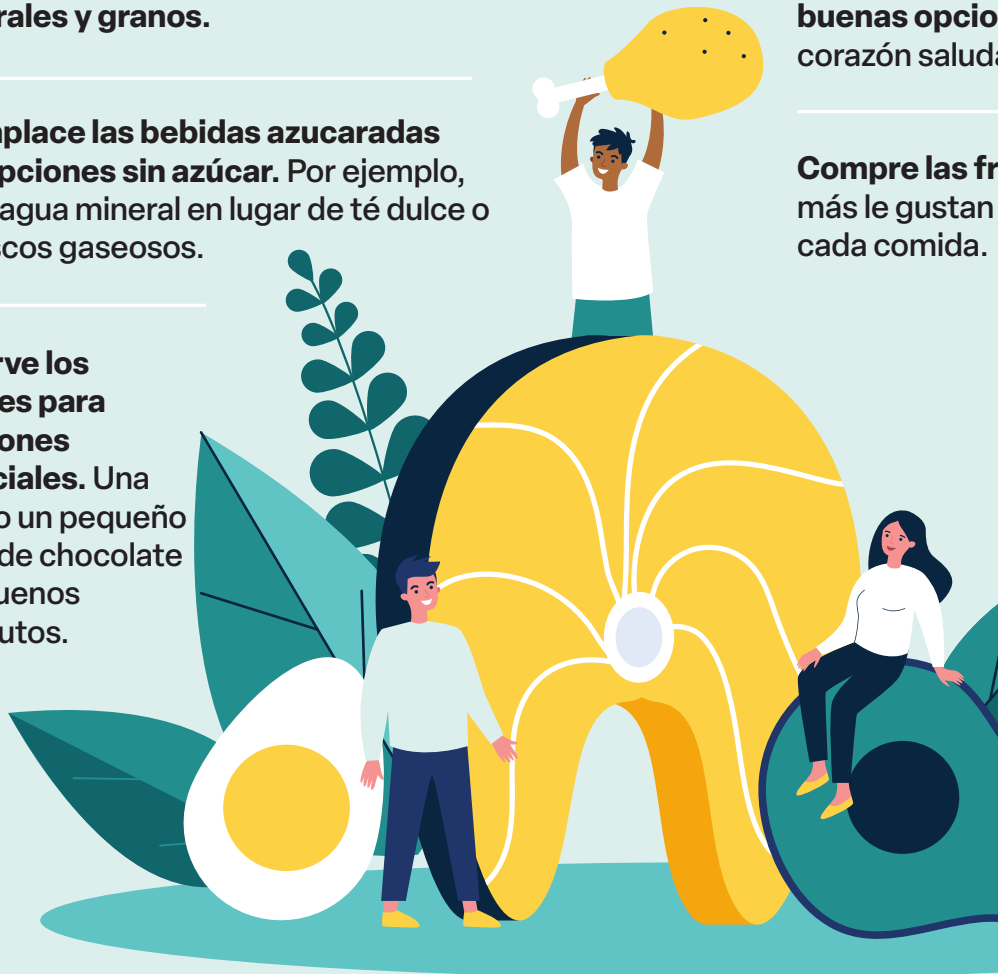 rales y granos.
place las bebidas azucaradas
pciones sin azúcar. Por ejemplo,
agua mineral en lugar de té dulce o
scos gaseosos.
rve los
es para
ones
ciales. Una
o un pequeño
de chocolate
uenos
utos.
buenas opcio
corazón saluda
Compre las fr
más le gustan
cada comida.